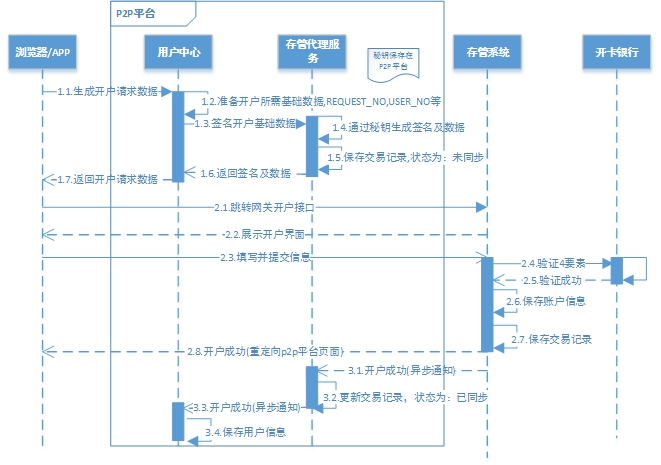 P2P平台
浏览器/APP
用户中心
存管代理服
务
秘钥保存在
P2P 平台
存管系统
开卡银行
1.1.生成开户请求数据
1.2.准备开户所需基础数据,REQUEST_NO,USER_NO等
1.3.签名开户基础数据
1.4.通过秘钥生成签名及数据
1.5.保存交易记录,状态为：未同步
1.6.返回签名及数据
1.7.返回开户请求数据
2.1.跳转网关开户接口
2.2.展示开户界面
2.3.填写并提交信息
2.4.验证4要素
2.5.验证成功
2.6.保存账户信息
2.7.保存交易记录
2.8.开户成功(重定向p2p平台页面)
3.1.开户成功(异步通知)
3.2.更新交易记录，状态为：已同步
3.3.开户成功(异步通知)
3.4.保存用户信息